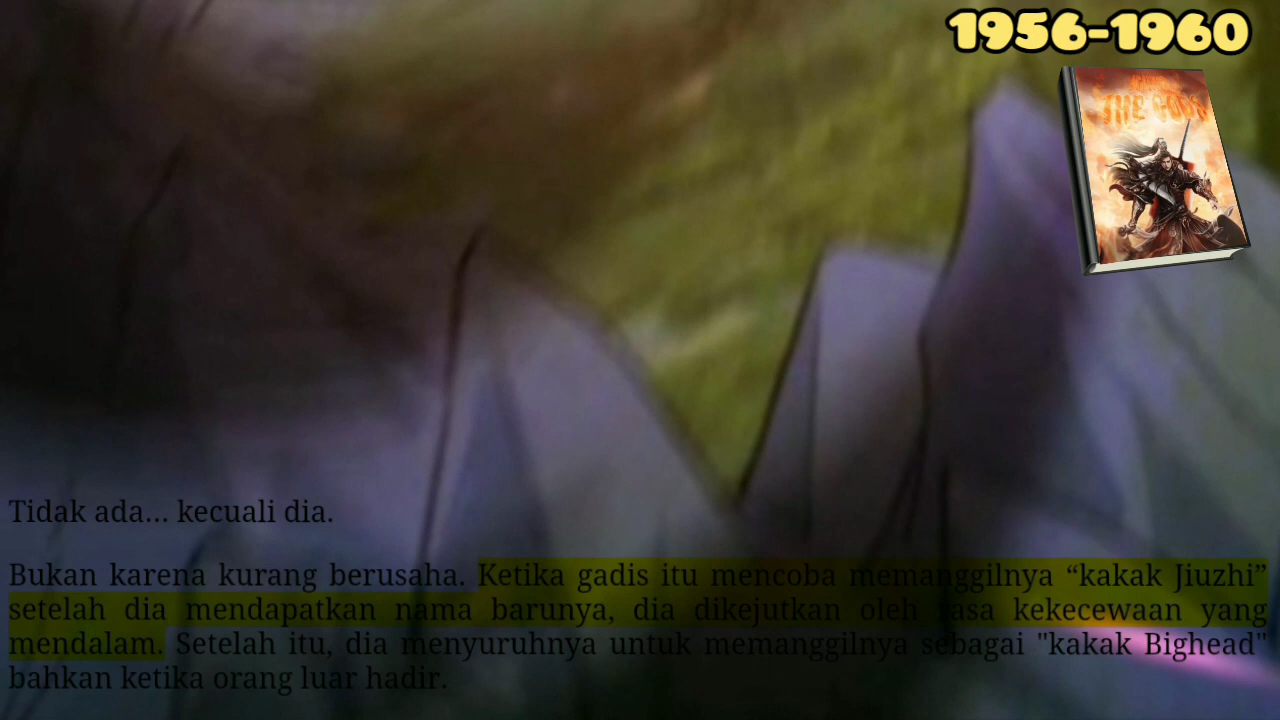 1956-1960
THE GODS
Tidak ada... kecuali dia.
Bukan karena kurang berusaha. Ketika gadis itu mencoba memanggilnya “kakak Jiuzhi”
setelah dia mendapatkan nama barunya, dia dikejutkan oleh rasa kekecewaan yang
mendalam. Setelah itu, dia menyuruhnya untuk memanggilnya sebagai "kakak Bighead"
bahkan ketika orang luar hadir.